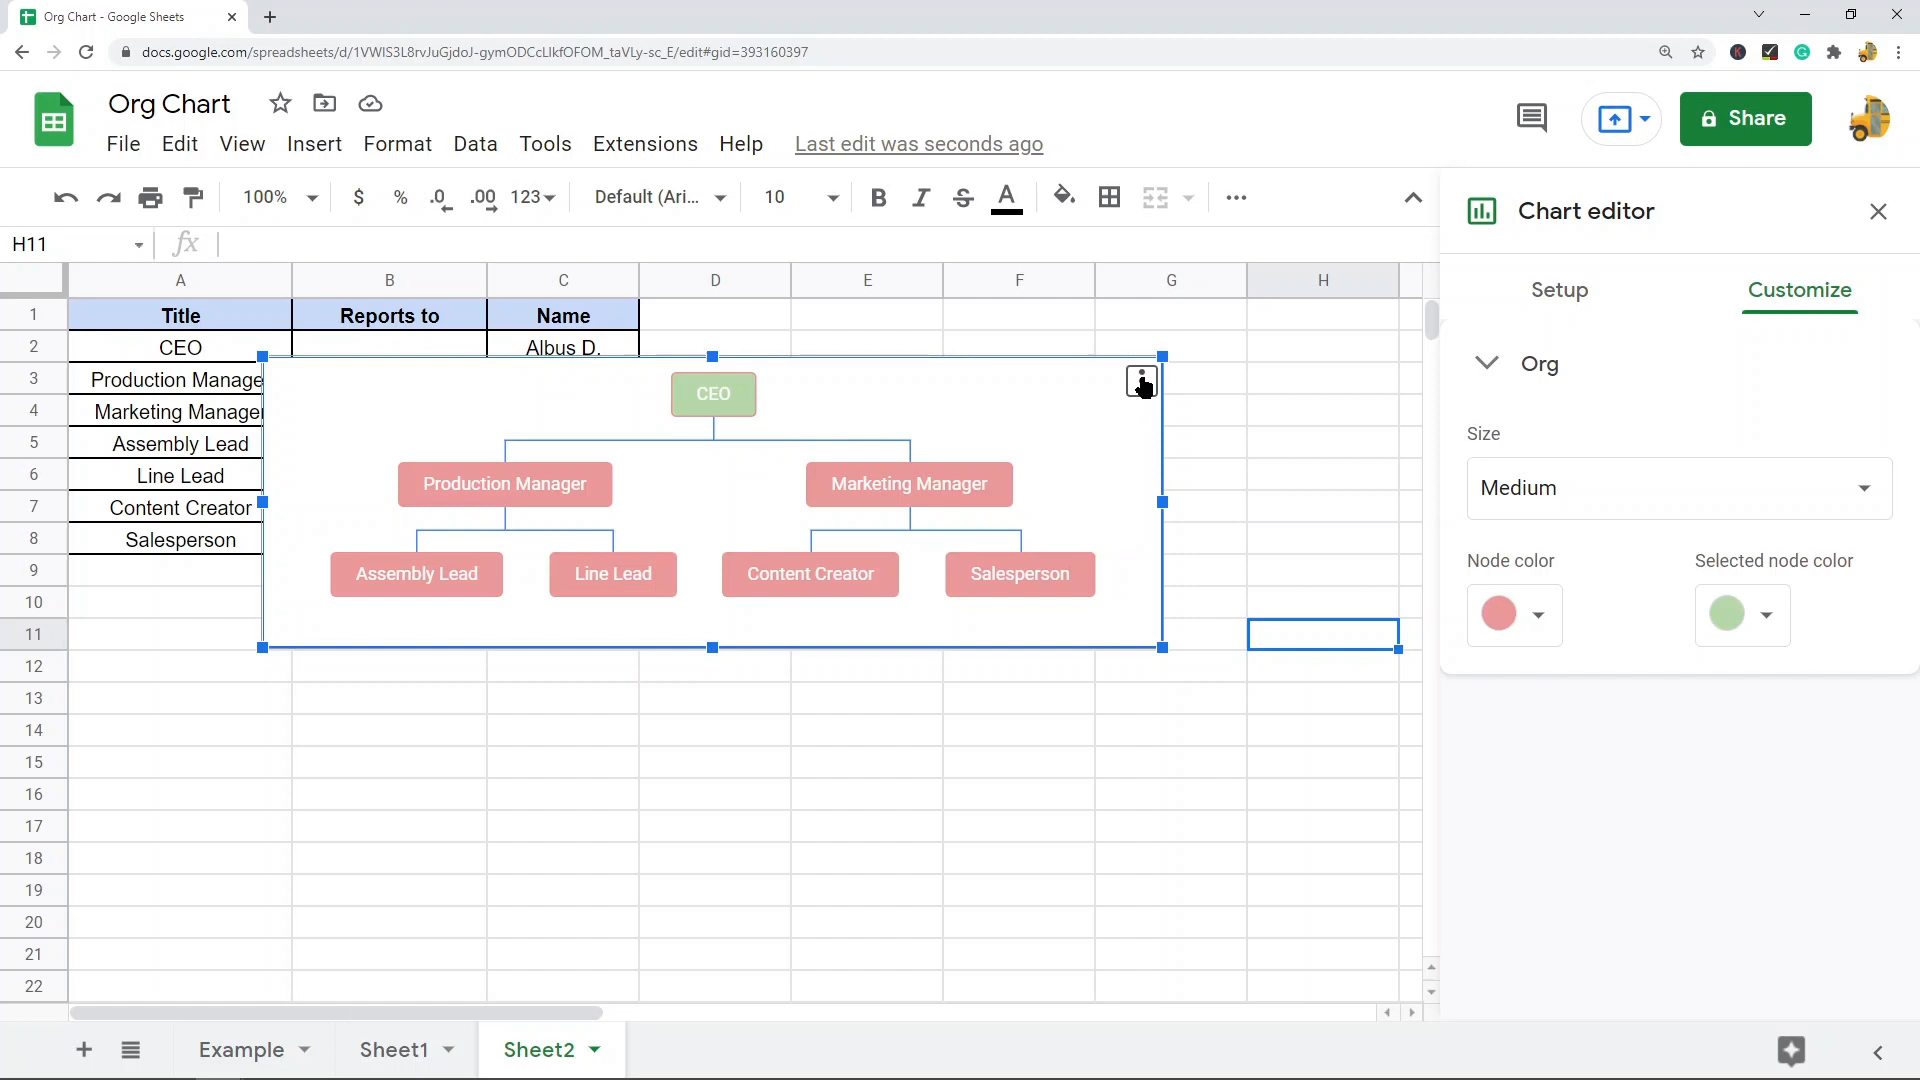 Org Chart - Google Sheets
docs.google.com/spreadsheets/d/1VWIS3L8rvJuGjdoJ-gymODCcLlkfOFOM_taVLy-sc_E/edit#gid=393160397
Org Chart
File Edit View Insert Format Data Tools Extensions Help Last edit was seconds ago
Share
100% $ % .0 .00 123 Default (Ari... 10 B I S A
H11 fx
Chart editor
Setup Customize
A B C D E F G H
1 Title Reports to Name
2 CEO Albus D.
3 Production Manage
4 Marketing Manager
5 Assembly Lead
6 Line Lead
7 Content Creator
8 Salesperson
9
10
11
12
13
14
15
16
17
18
19
20
21
22
CEO
Production Manager Marketing Manager
Assembly Lead Line Lead Content Creator Salesperson
Org
Size
Medium
Node color Selected node color
Example Sheet1 Sheet2